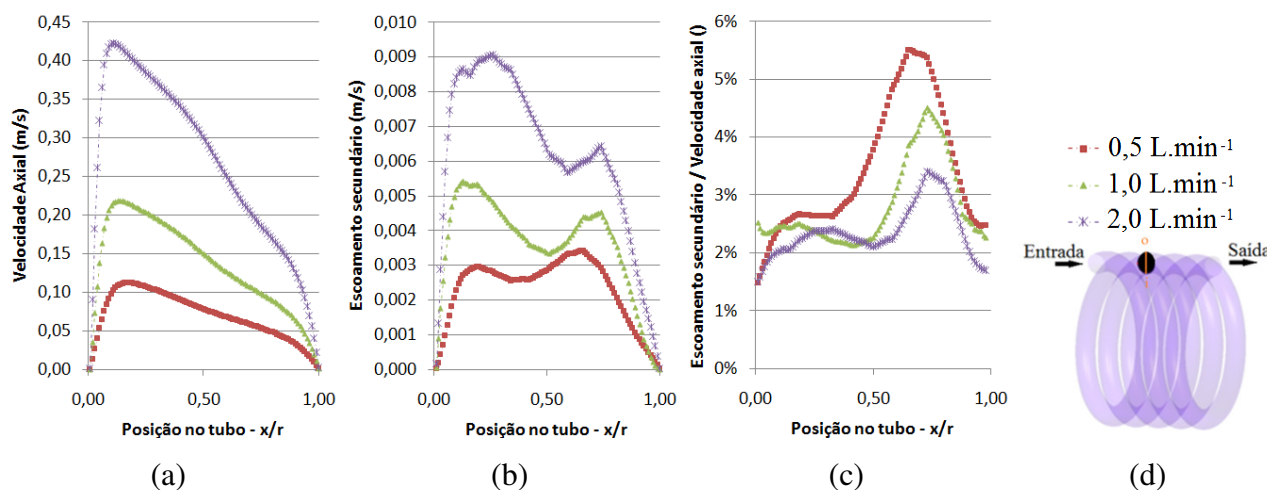 Velocidade Axial (m/s)
0,45
0,40
0,35
0,30
0,25
0,20
0,15
0,10
0,05
0,00
0,00 0,50 1,00
Posição no tubo - x/r
(a)
Escoamento secundário (m/s)
0,010
0,009
0,008
0,007
0,006
0,005
0,004
0,003
0,002
0,001
0,000
0,00 0,50 1,00
Posição no tubo - x/r
(b)
Escoamento secundário / Velocidade axial ()
6%
5%
4%
3%
2%
1%
0%
0,00 0,50 1,00
Posição no tubo - x/r
(c)
0,5 L.min⁻¹
1,0 L.min⁻¹
2,0 L.min⁻¹
o
Entrada Saída
i
(d)